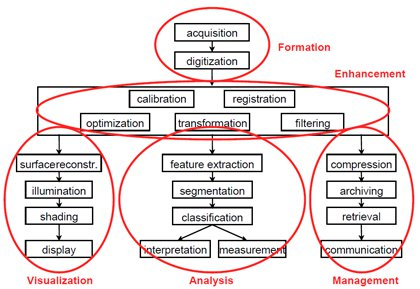 acquisition
Formation
digitization
Enhancement
calibration
registration
optimization
transformation
filtering
surfacereconstr.
feature extraction
compression
illumination
segmentation
archiving
shading
classification
retrieval
display
interpretation
measurement
communication
Visualization
Analysis
Management